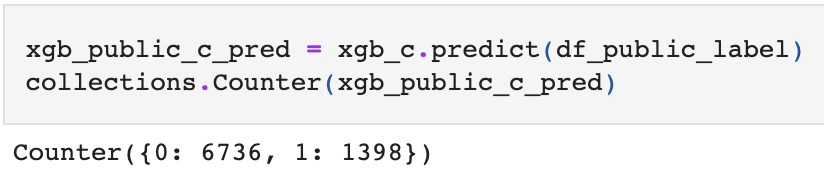 xgb_public_c_pred = xgb_c.predict(df_public_label)
collections.Counter(xgb_public_c_pred)
Counter({0: 6736, 1: 1398})